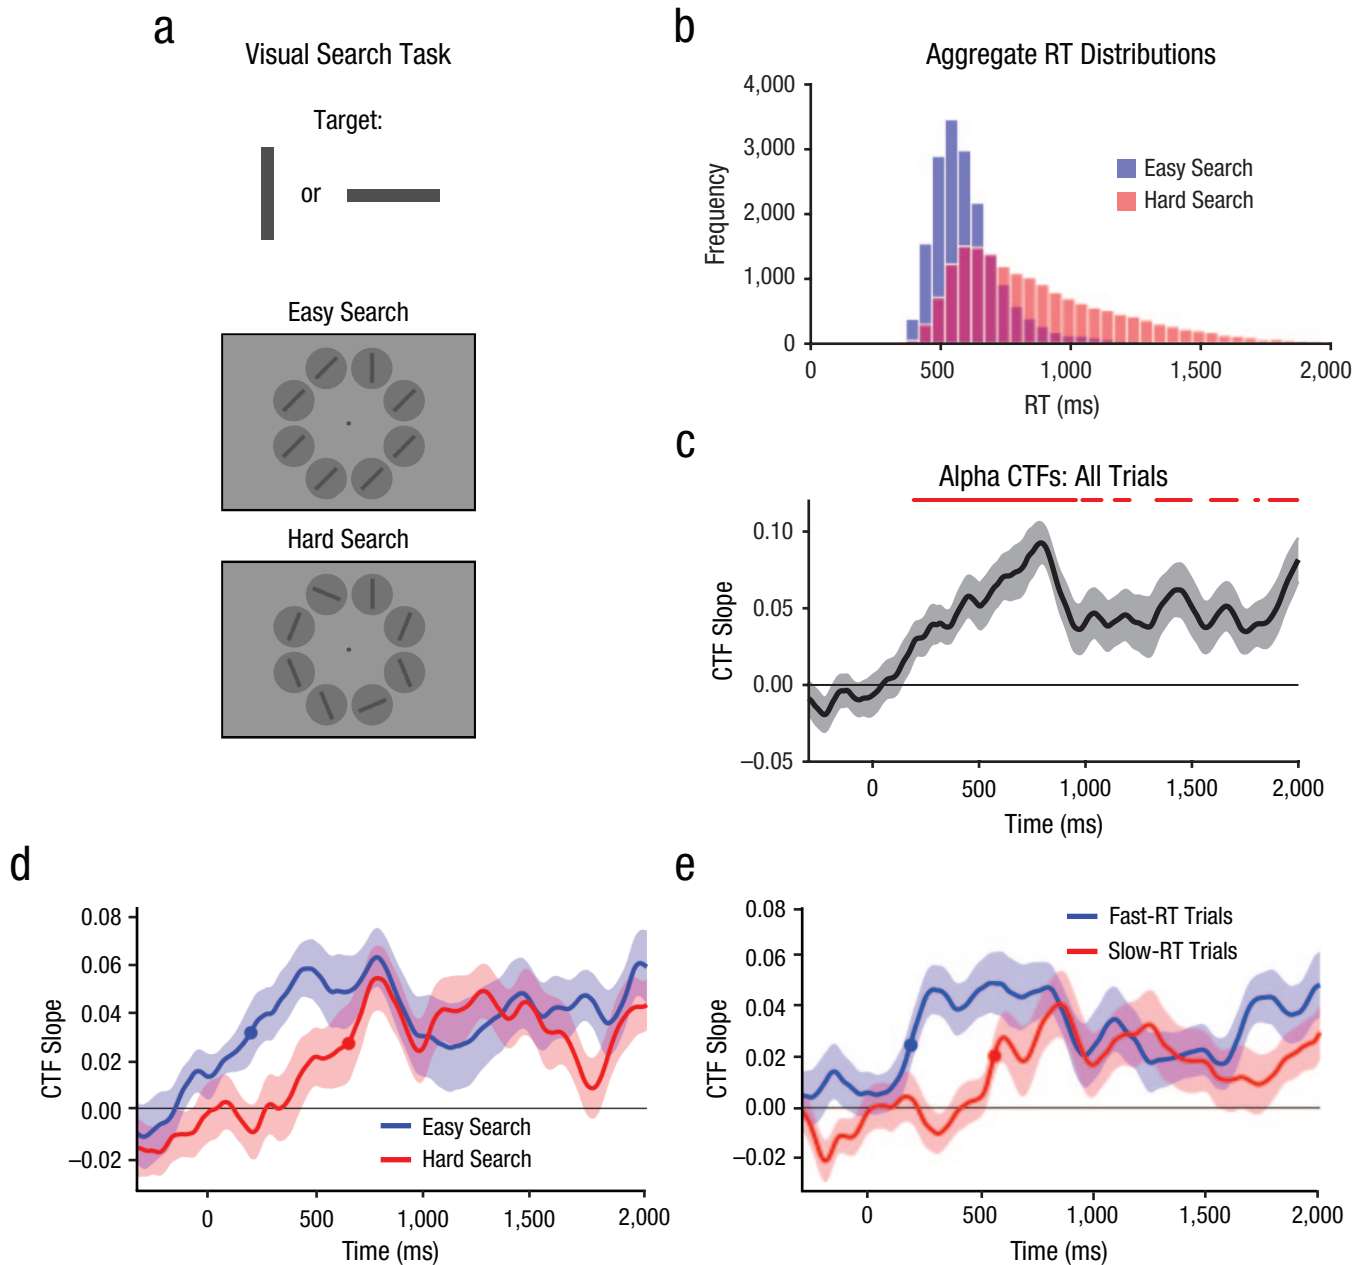 a
Visual Search Task
Target:
or
Easy Search
Hard Search
b
Aggregate RT Distributions
4,000
3,000
2,000
1,000
0
Frequency
Easy Search
Hard Search
0 500 1,000 1,500 2,000
RT (ms)
c
Alpha CTFs: All Trials
0.10
0.05
0.00
–0.05
CTF Slope
0 500 1,000 1,500 2,000
Time (ms)
d
0.08
0.06
0.04
0.02
0.00
–0.02
CTF Slope
Easy Search
Hard Search
0 500 1,000 1,500 2,000
Time (ms)
e
0.08
0.06
0.04
0.02
0.00
–0.02
CTF Slope
Fast-RT Trials
Slow-RT Trials
0 500 1,000 1,500 2,000
Time (ms)